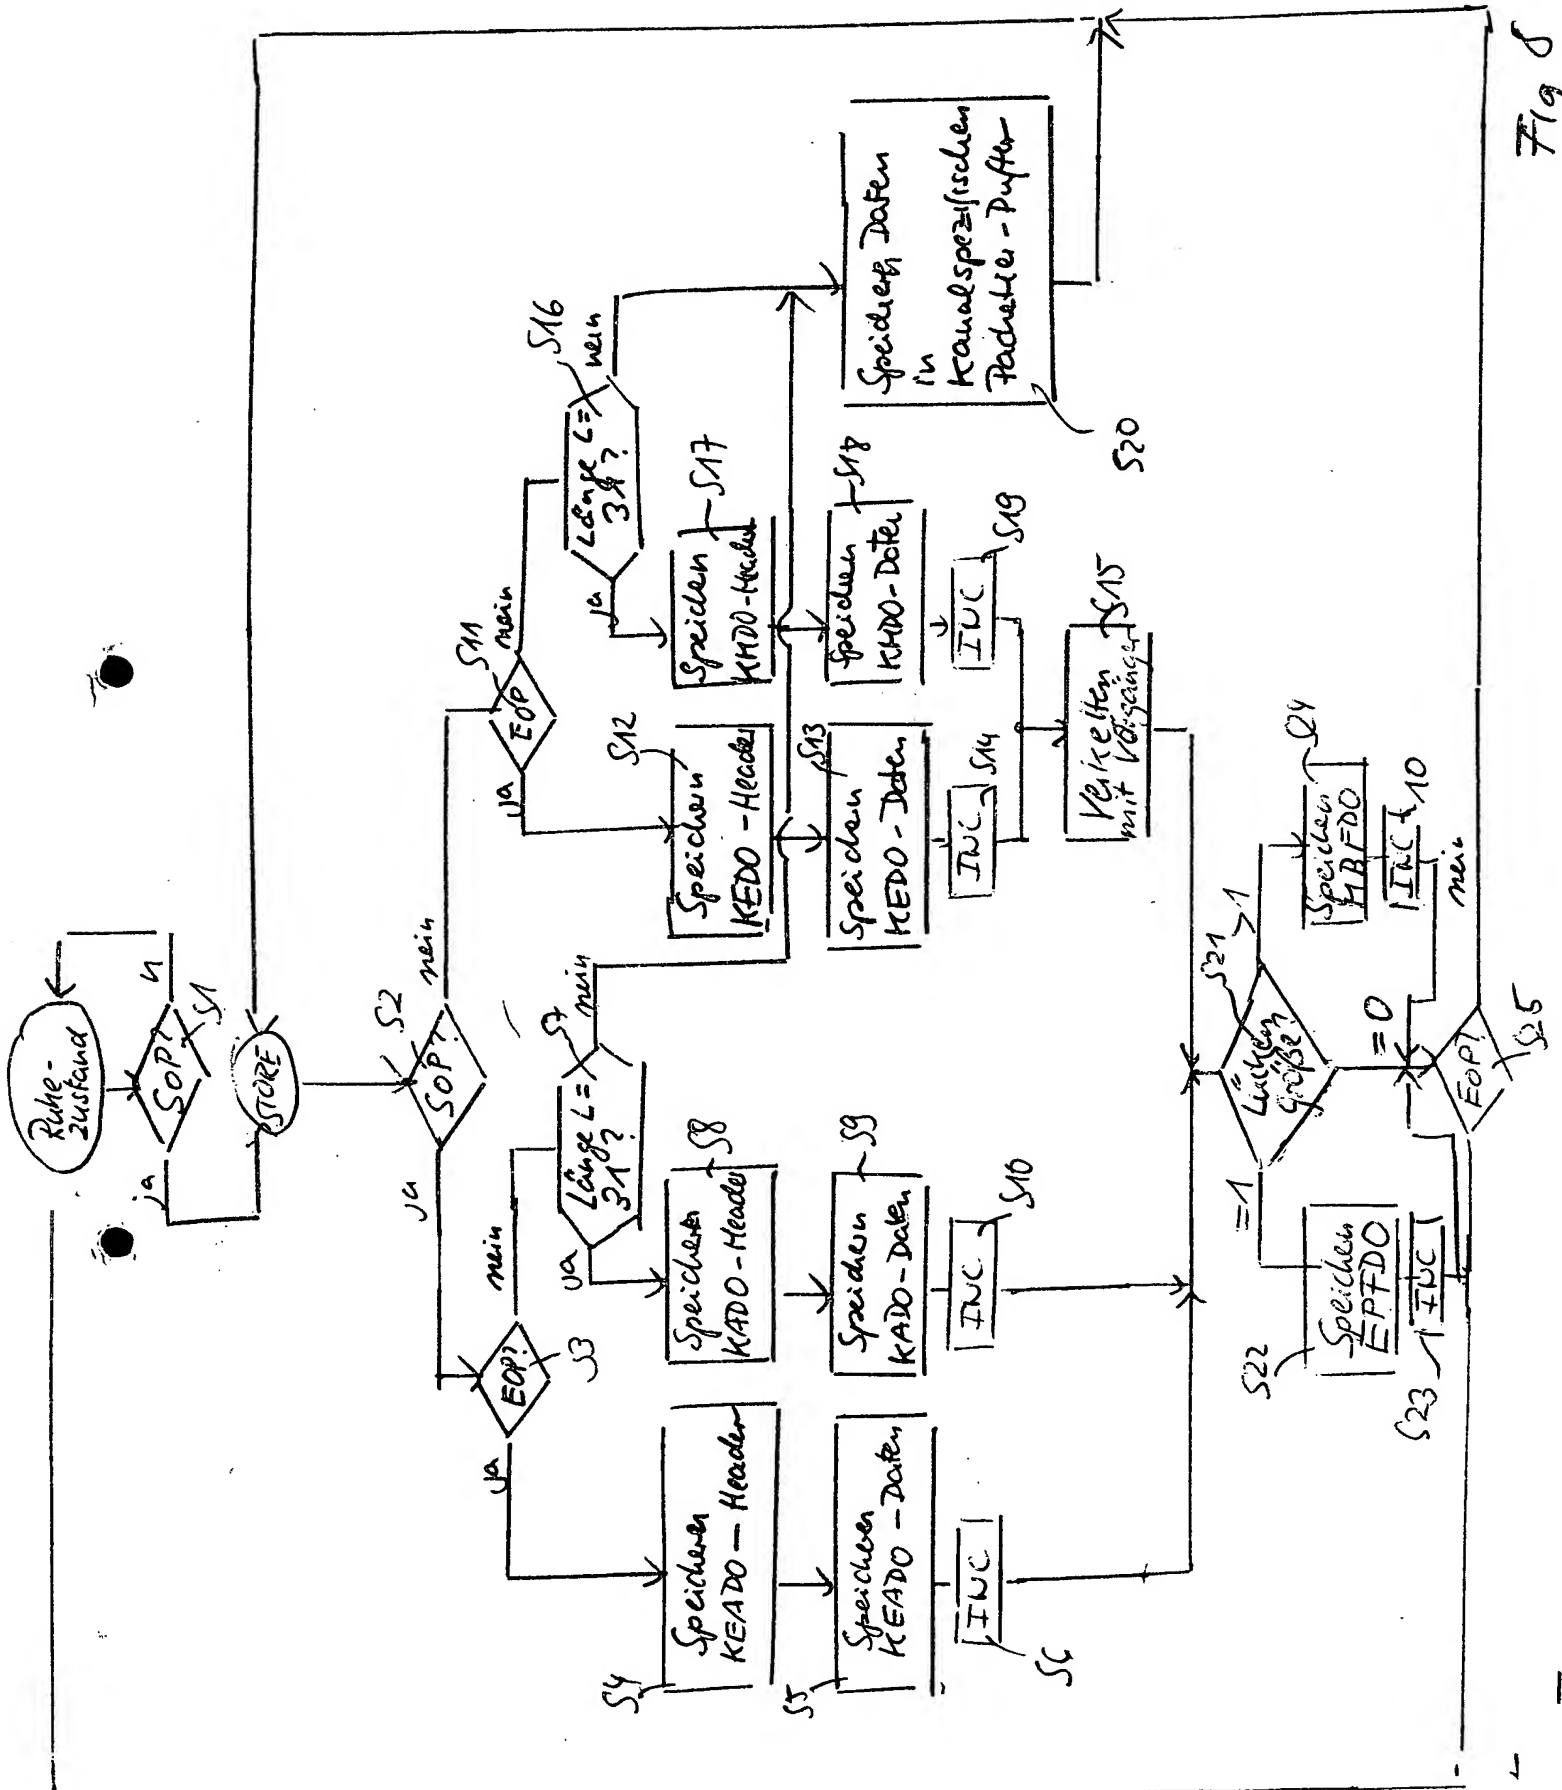 Ruhe-
zustand
SOP?
S1
n
ja
STORE
SOP?
S2
ja
nein
EOP?
S3
ja
nein
EOP
S11
ja
nein
Länge L =
31?
S7
ja
nein
Länge L =
31?
S16
ja
nein
Speichern
KEADO-Header
S4
Speichern
KADO-Header
S8
Speichern
KEDO-Header
S12
Speichern
KMDO-Header
S17
Speichern
KEADO-Daten
S5
Speichern
KADO-Daten
S9
Speichern
KEDO-Daten
S13
Speichern
KMDO-Daten
S18
Speichern Daten
in
kanalspezifischen
S20
INC
S6
INC
S10
INC
S14
INC
S19
Verketten
mit Vorgänger
S15
Lücken
größe?
S21
=1
>1
=0
Speichern
EPFDO
S22
INC
S23
Speichern
S24
INC
10
EOP?
S25
nein
Fig 8